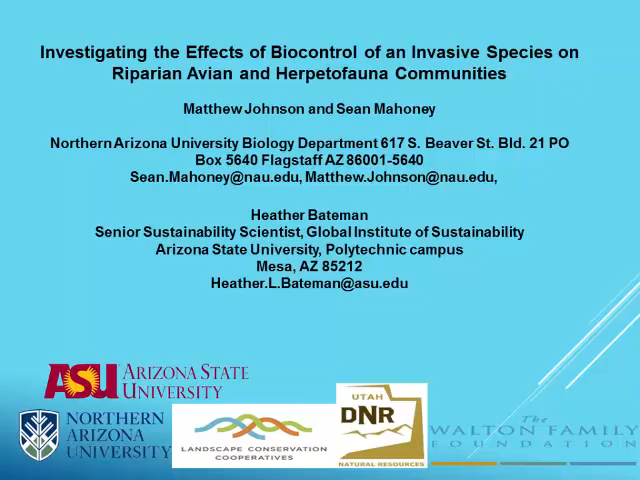 Investigating the Effects of Biocontrol of an Invasive Species on
Riparian Avian and Herpetofauna Communities
Matthew Johnson and Sean Mahoney
Northern Arizona University Biology Department 617 S. Beaver St. Bld. 21 PO
Box 5640 Flagstaff AZ 86001-5640
Sean.Mahoney@nau.edu, Matthew.Johnson@nau.edu,
Heather Bateman
Senior Sustainability Scientist, Global Institute of Sustainability
Arizona State University, Polytechnic campus
Mesa, AZ 85212
Heather.L.Bateman@asu.edu
ASU ARIZONA STATE
UNIVERSITY
NORTHERN
ARIZONA
UNIVERSITY
LANDSCAPE CONSERVATION
COOPERATIVES
UTAH
DNR
NATURAL RESOURCES
The
WALTON FAMILY
FOUNDATION